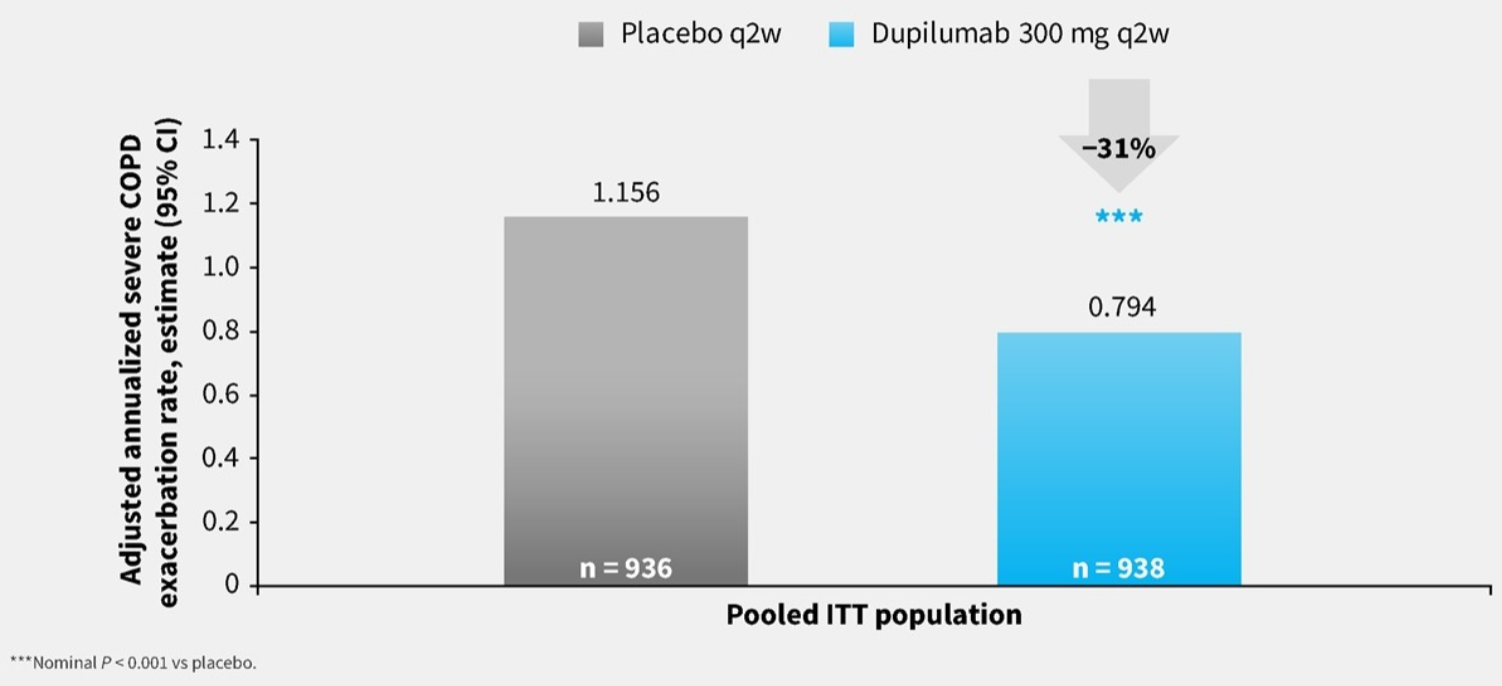 Placebo q2w Dupilumab 300 mg q2w
−31%
***
Adjusted annualized severe COPD
exacerbation rate, estimate (95% CI)
1.4
1.2
1.0
0.8
0.6
0.4
0.2
0
1.156
0.794
n = 936
n = 938
Pooled ITT population
***Nominal P < 0.001 vs placebo.